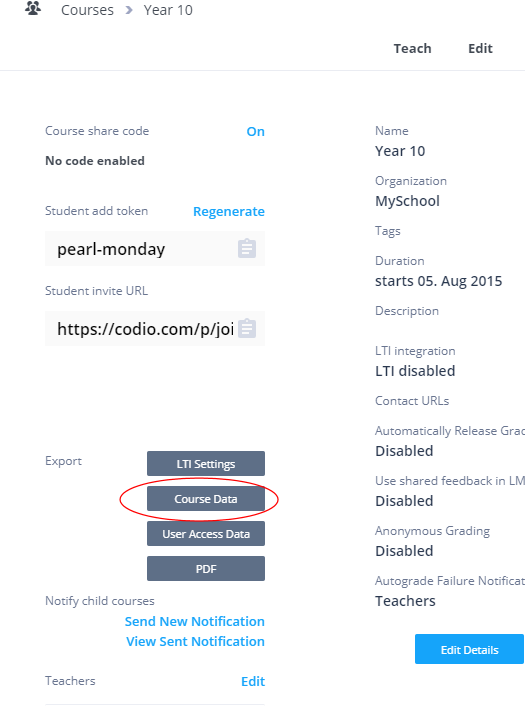 Courses > Year 10
Teach Edit
Course share code On
No code enabled
Student add token Regenerate
pearl-monday
Student invite URL
https://codio.com/p/joi
Export LTI Settings
Course Data
User Access Data
PDF
Notify child courses
Send New Notification
View Sent Notification
Teachers Edit
Name
Year 10
Organization
MySchool
Tags
Duration
starts 05. Aug 2015
Description
LTI integration
LTI disabled
Contact URLs
Automatically Release Grad
Disabled
Use shared feedback in LM
Disabled
Anonymous Grading
Disabled
Autograde Failure Notificat
Teachers
Edit Details